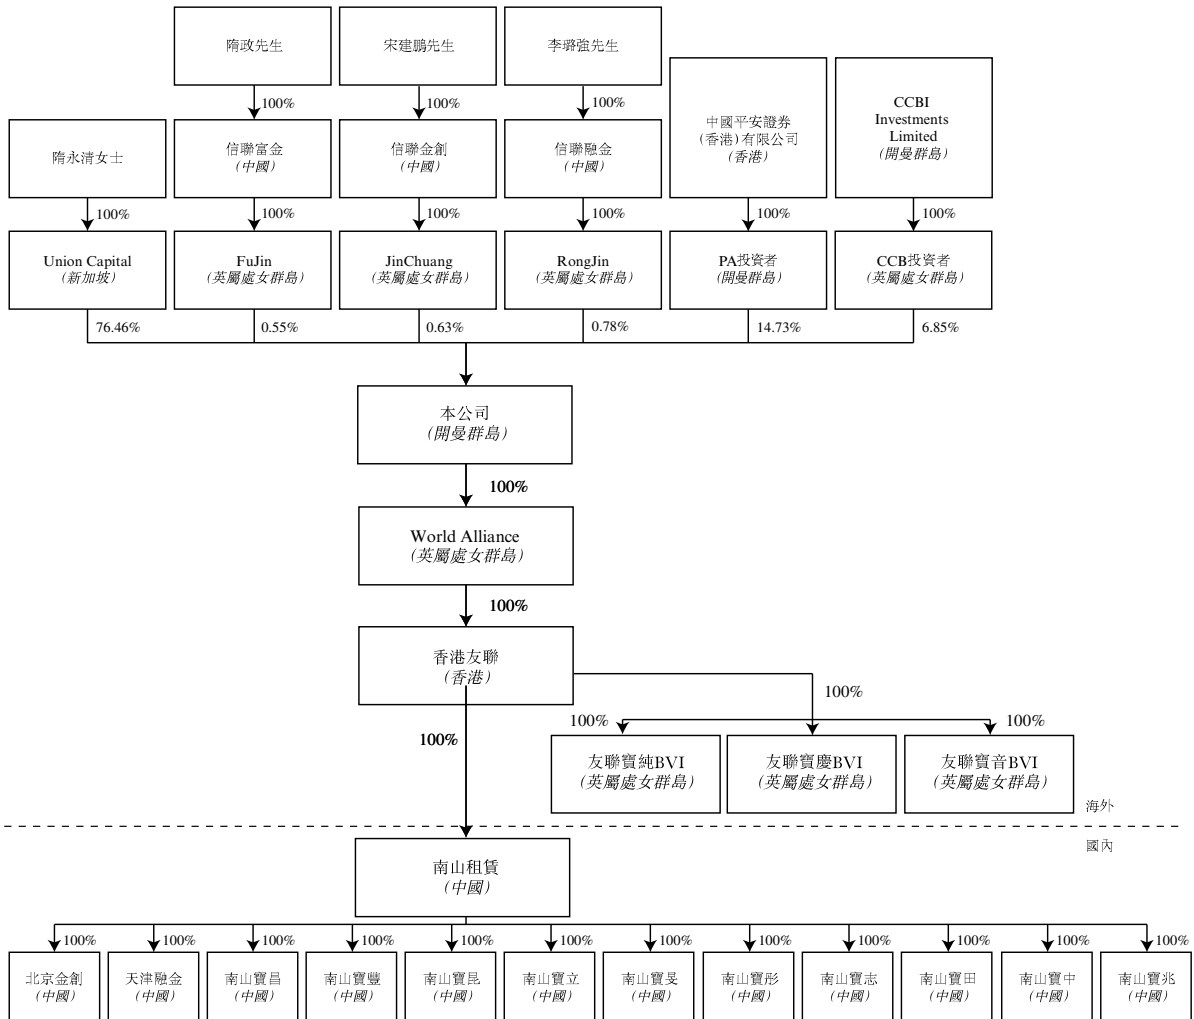 隋政先生
宋建鵬先生
李璐強先生
100%
100%
100%
隋永清女士
信聯富金
(中國)
信聯金創
(中國)
信聯融金
(中國)
中國平安證券
(香港)有限公司
(香港)
CCBI
Investments
Limited
(開曼群島)
100%
100%
100%
100%
100%
100%
Union Capital
(新加坡)
FuJin
(英屬處女群島)
JinChuang
(英屬處女群島)
RongJin
(英屬處女群島)
PA投資者
(開曼群島)
CCB投資者
(英屬處女群島)
76.46%
0.55%
0.63%
0.78%
14.73%
6.85%
本公司
(開曼群島)
100%
World Alliance
(英屬處女群島)
100%
香港友聯
(香港)
100%
100%
100%
100%
友聯寶純BVI
(英屬處女群島)
友聯寶慶BVI
(英屬處女群島)
友聯寶音BVI
(英屬處女群島)
海外
國內
南山租賃
(中國)
100%
100%
100%
100%
100%
100%
100%
100%
100%
100%
100%
100%
北京金創
(中國)
天津融金
(中國)
南山寶昌
(中國)
南山寶豐
(中國)
南山寶昆
(中國)
南山寶立
(中國)
南山寶旻
(中國)
南山寶彤
(中國)
南山寶志
(中國)
南山寶田
(中國)
南山寶中
(中國)
南山寶兆
(中國)